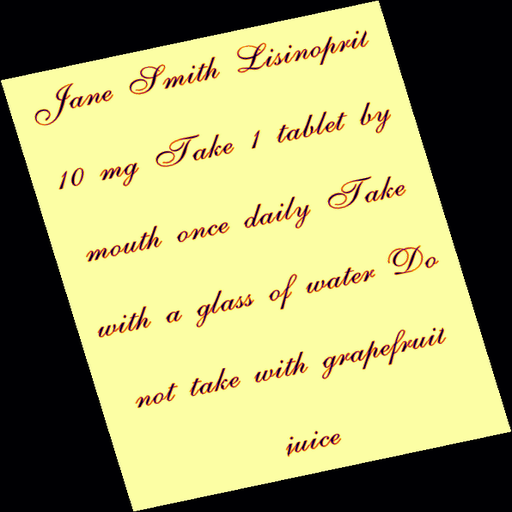 Jane Smith Lisinopril
10 mg Take 1 tablet by
mouth once daily Take
with a glass of water Do
not take with grapefruit
juice